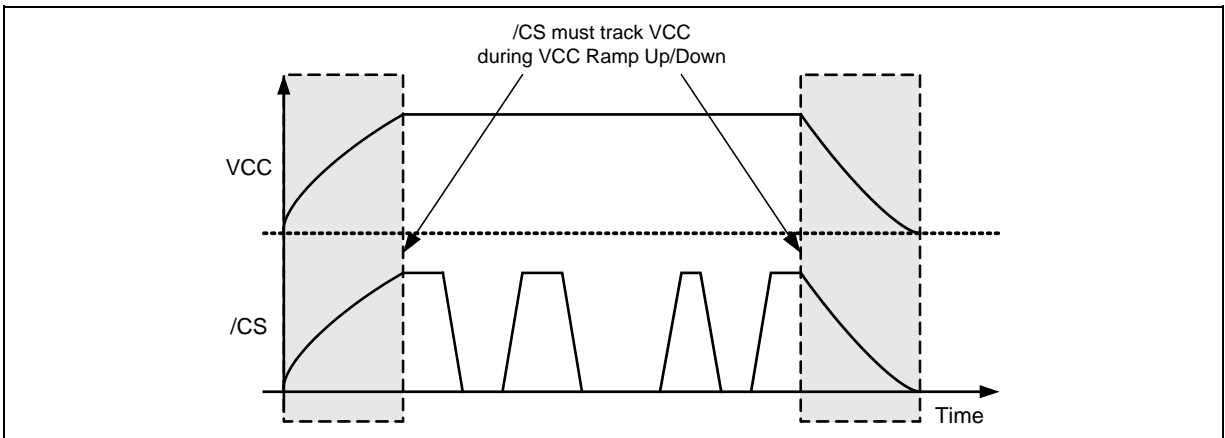 /CS must track VCC
during VCC Ramp Up/Down
VCC
/CS
Time